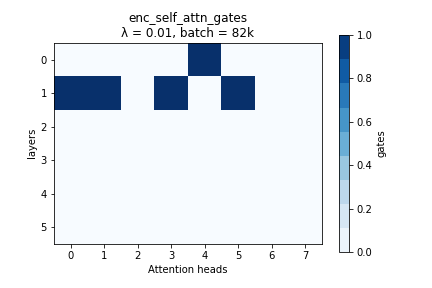 enc_self_attn_gates
λ = 0.01, batch = 82k
0
1
2
3
4
5
layers
0 1 2 3 4 5 6 7
Attention heads
1.0
0.8
0.6
0.4
0.2
0.0
gates